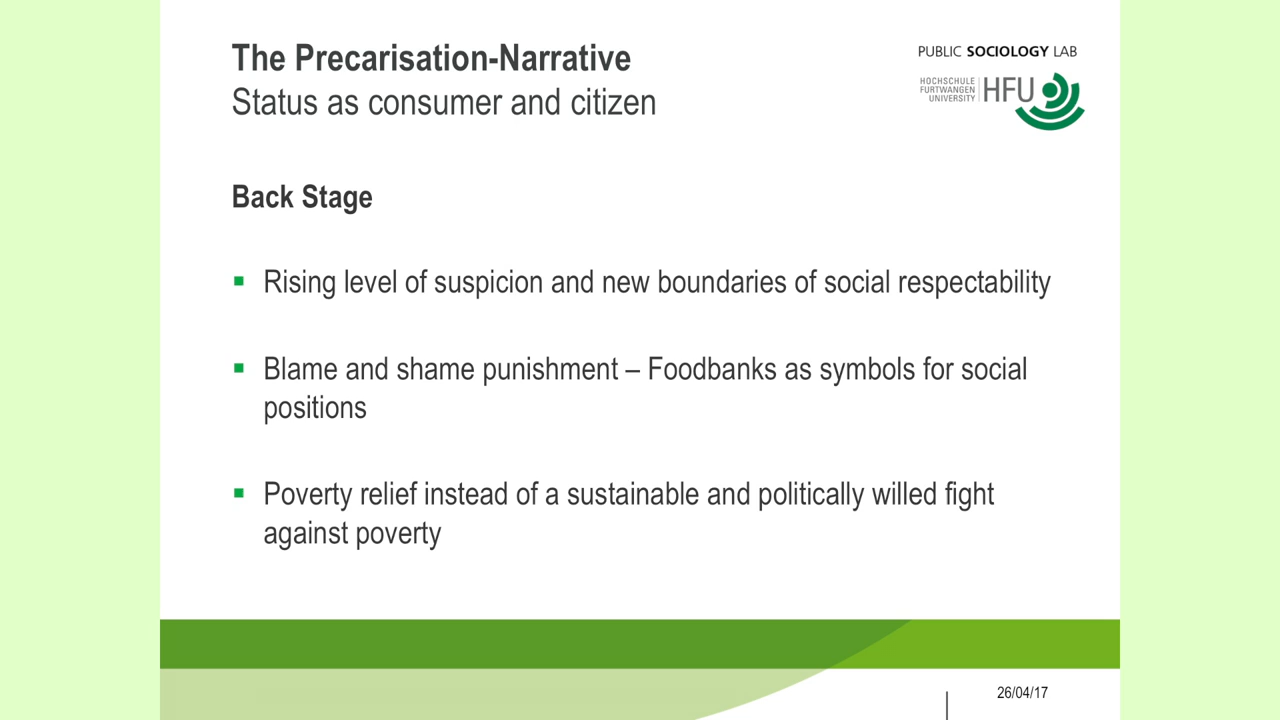 The Precarisation-Narrative
Status as consumer and citizen
PUBLIC SOCIOLOGY LAB
HOCHSCHULE
FURTWANGEN
UNIVERSITY
HFU
Back Stage
Rising level of suspicion and new boundaries of social respectability
Blame and shame punishment – Foodbanks as symbols for social
positions
Poverty relief instead of a sustainable and politically willed fight
against poverty
26/04/17